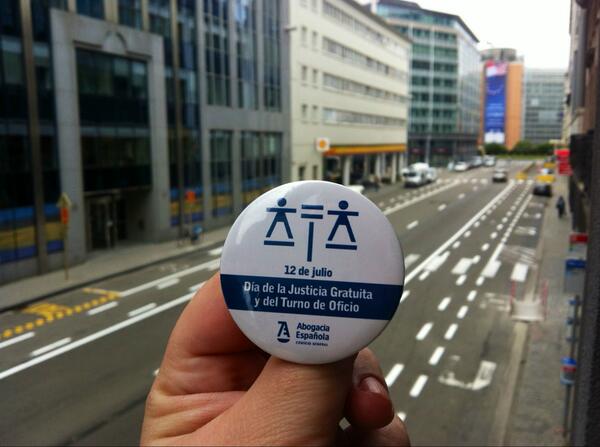 12 de julio
Día de la Justicia Gratuita
y del Turno de Oficio
Abogacía
Española
CONSEJO GENERAL